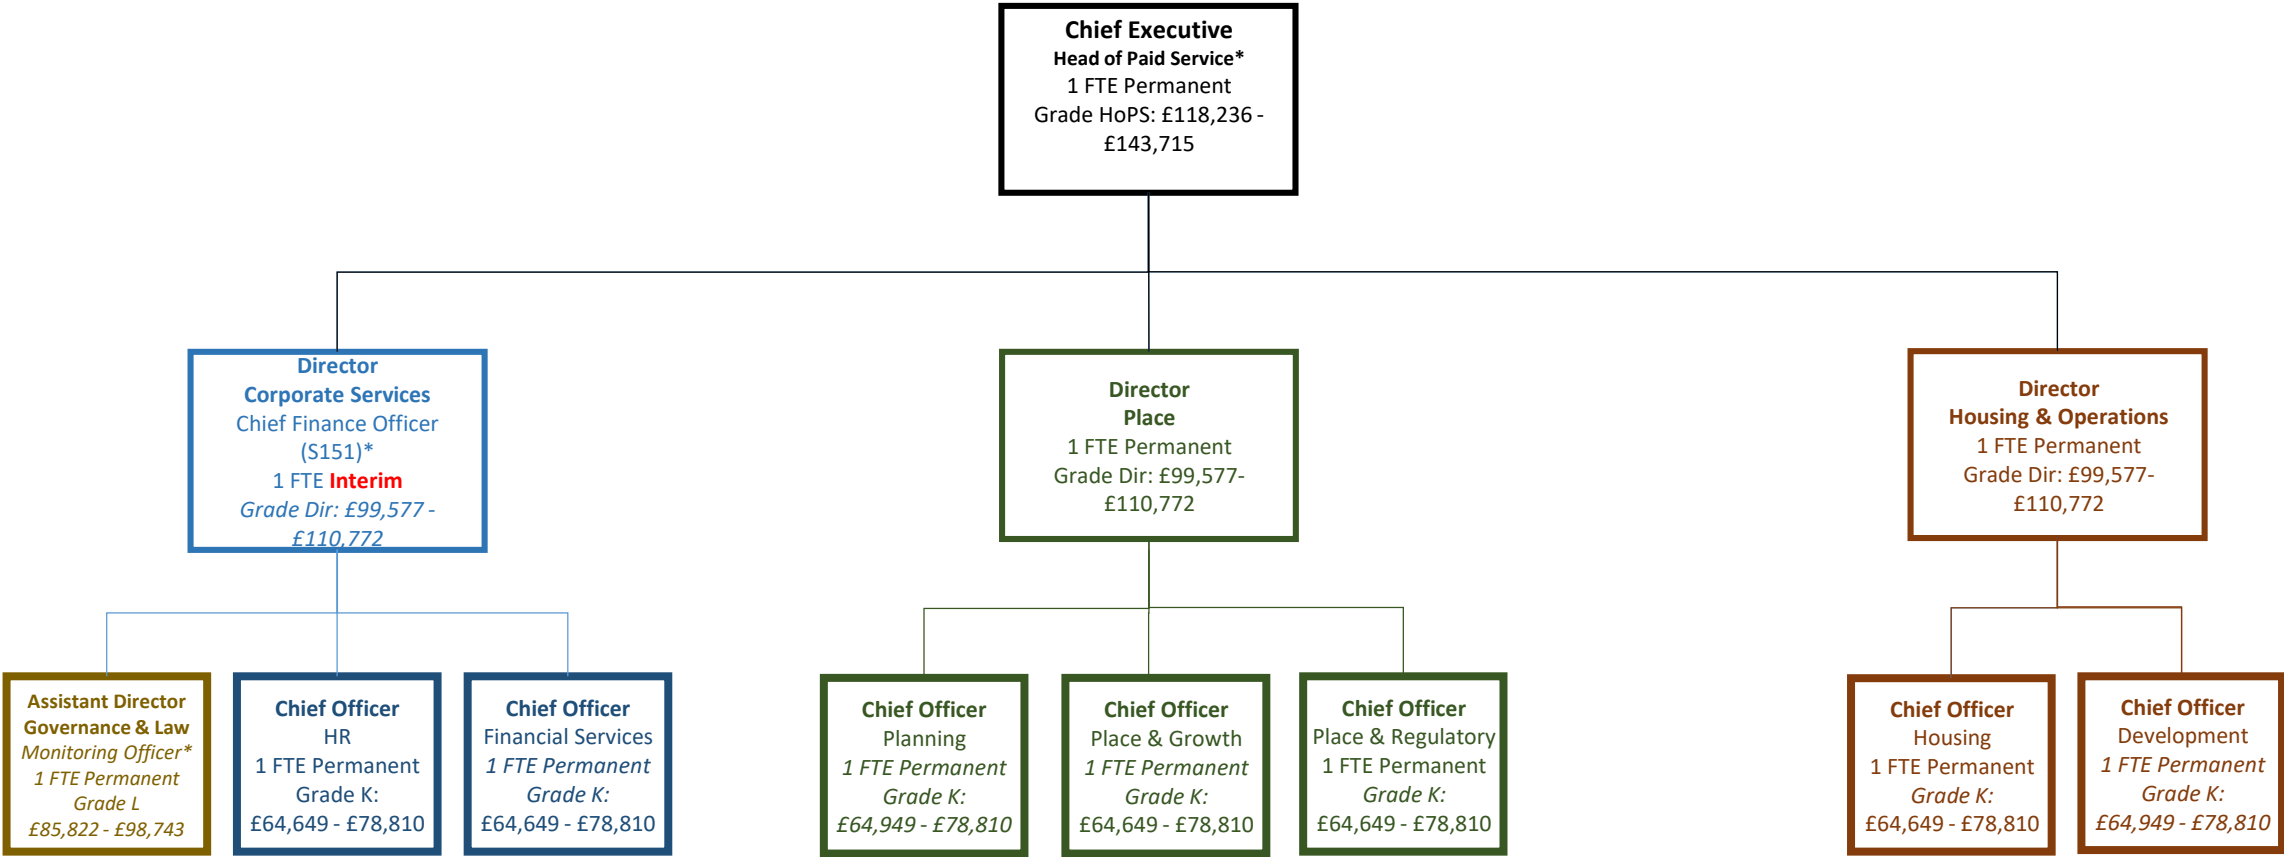 Chief Executive
Head of Paid Service*
1 FTE Permanent
Grade HoPS: £118,236 -
£143,715
Director
Corporate Services
Chief Finance Officer
(S151)*
1 FTE Interim
Grade Dir: £99,577 -
£110,772
Director
Place
1 FTE Permanent
Grade Dir: £99,577-
£110,772
Director
Housing & Operations
1 FTE Permanent
Grade Dir: £99,577-
£110,772
Assistant Director
Governance & Law
Monitoring Officer*
1 FTE Permanent
Grade L
£85,822 - £98,743
Chief Officer
HR
1 FTE Permanent
Grade K:
£64,649 - £78,810
Chief Officer
Financial Services
1 FTE Permanent
Grade K:
£64,649 - £78,810
Chief Officer
Planning
1 FTE Permanent
Grade K:
£64,949 - £78,810
Chief Officer
Place & Growth
1 FTE Permanent
Grade K:
£64,649 - £78,810
Chief Officer
Place & Regulatory
1 FTE Permanent
Grade K:
£64,649 - £78,810
Chief Officer
Housing
1 FTE Permanent
Grade K:
£64,649 - £78,810
Chief Officer
Development
1 FTE Permanent
Grade K:
£64,949 - £78,810